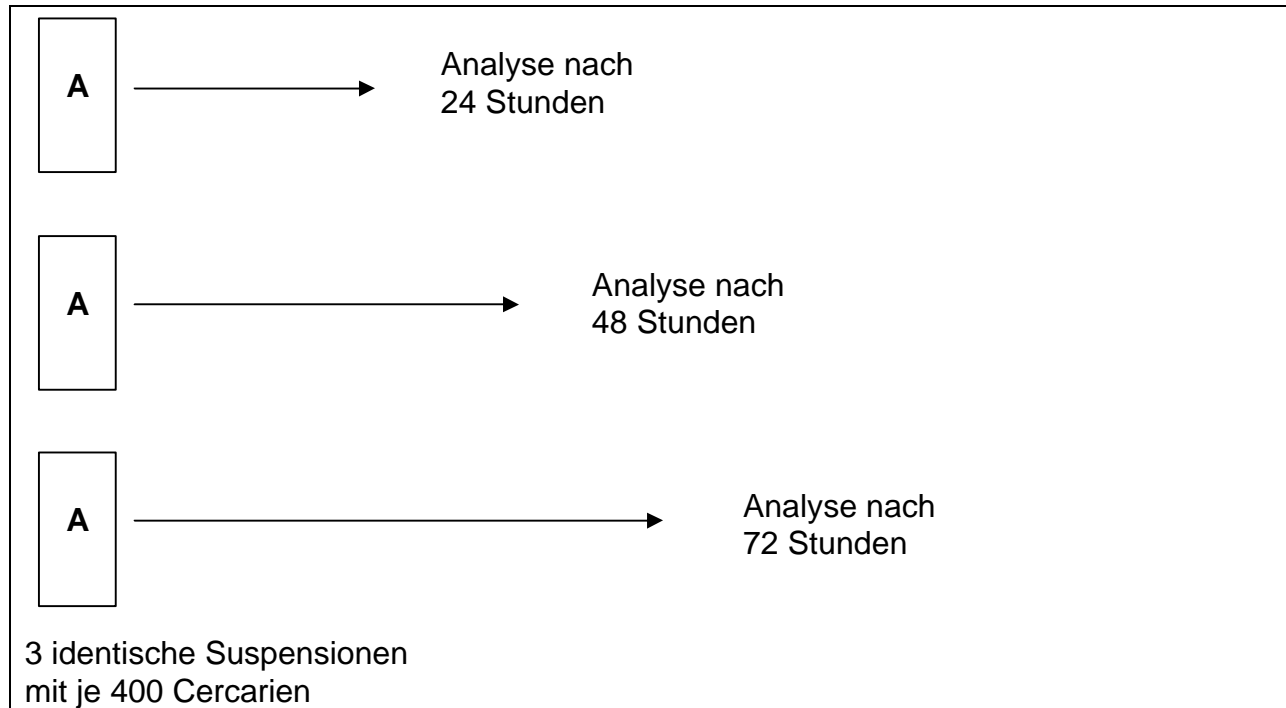 A
Analyse nach
24 Stunden
A
Analyse nach
48 Stunden
A
Analyse nach
72 Stunden
3 identische Suspensionen
mit je 400 Cercarien